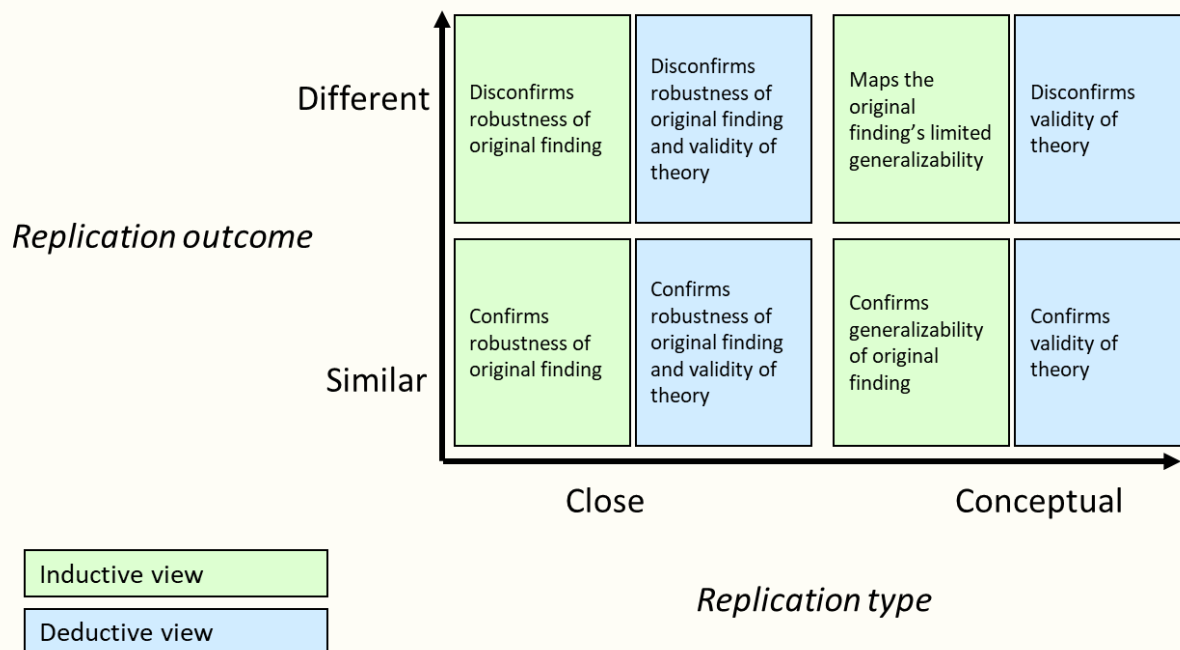 Different
Disconfirms
robustness of
original finding
Disconfirms
robustness of
original finding
and validity of
theory
Maps the
original
finding’s limited
generalizability
Disconfirms
validity of
theory
Replication outcome
Similar
Confirms
robustness of
original finding
Confirms
robustness of
original finding
and validity of
theory
Confirms
generalizability
of original
finding
Confirms
validity of
theory
Close
Conceptual
Replication type
Inductive view
Deductive view